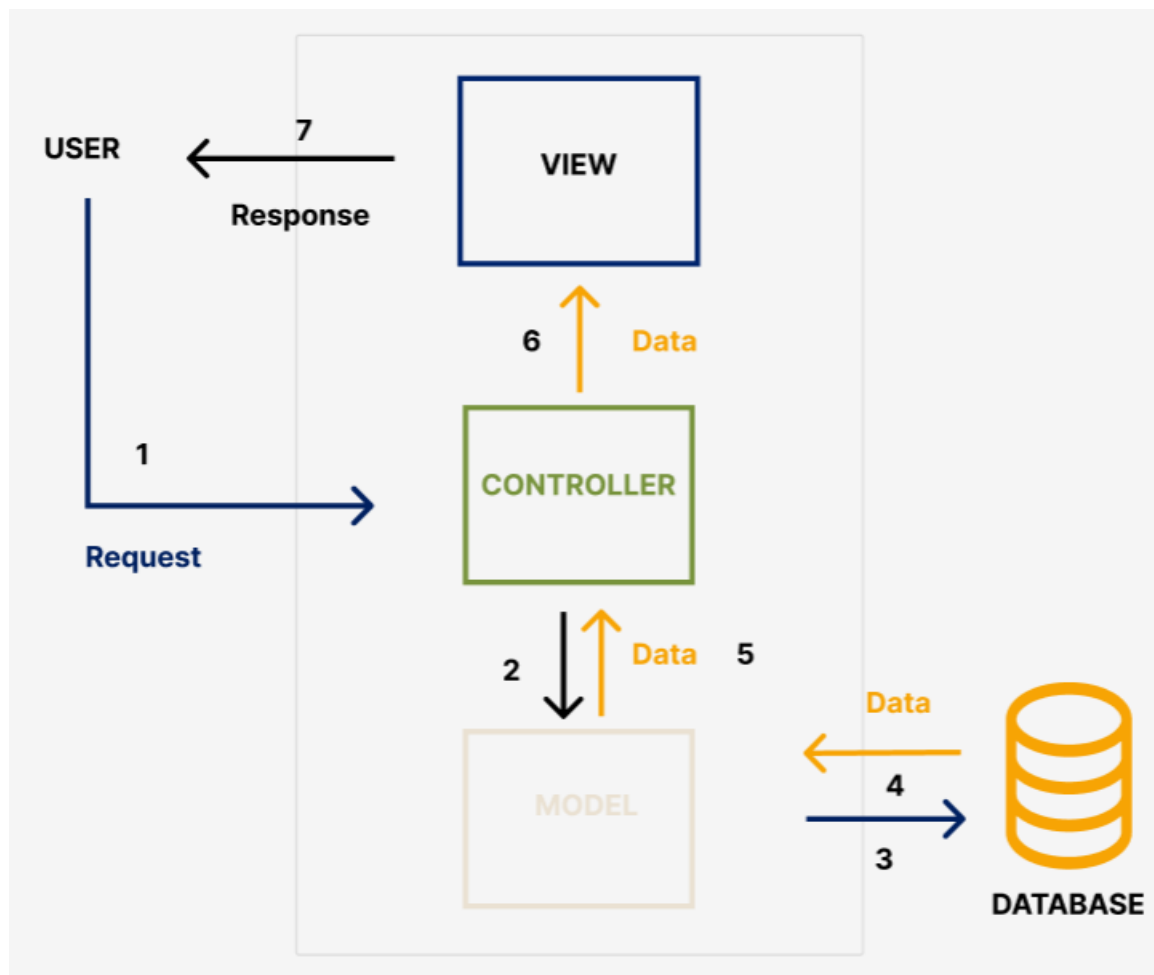 7
USER
VIEW
Response
6
Data
1
CONTROLLER
Request
2
Data
5
Data
4
MODEL
3
DATABASE